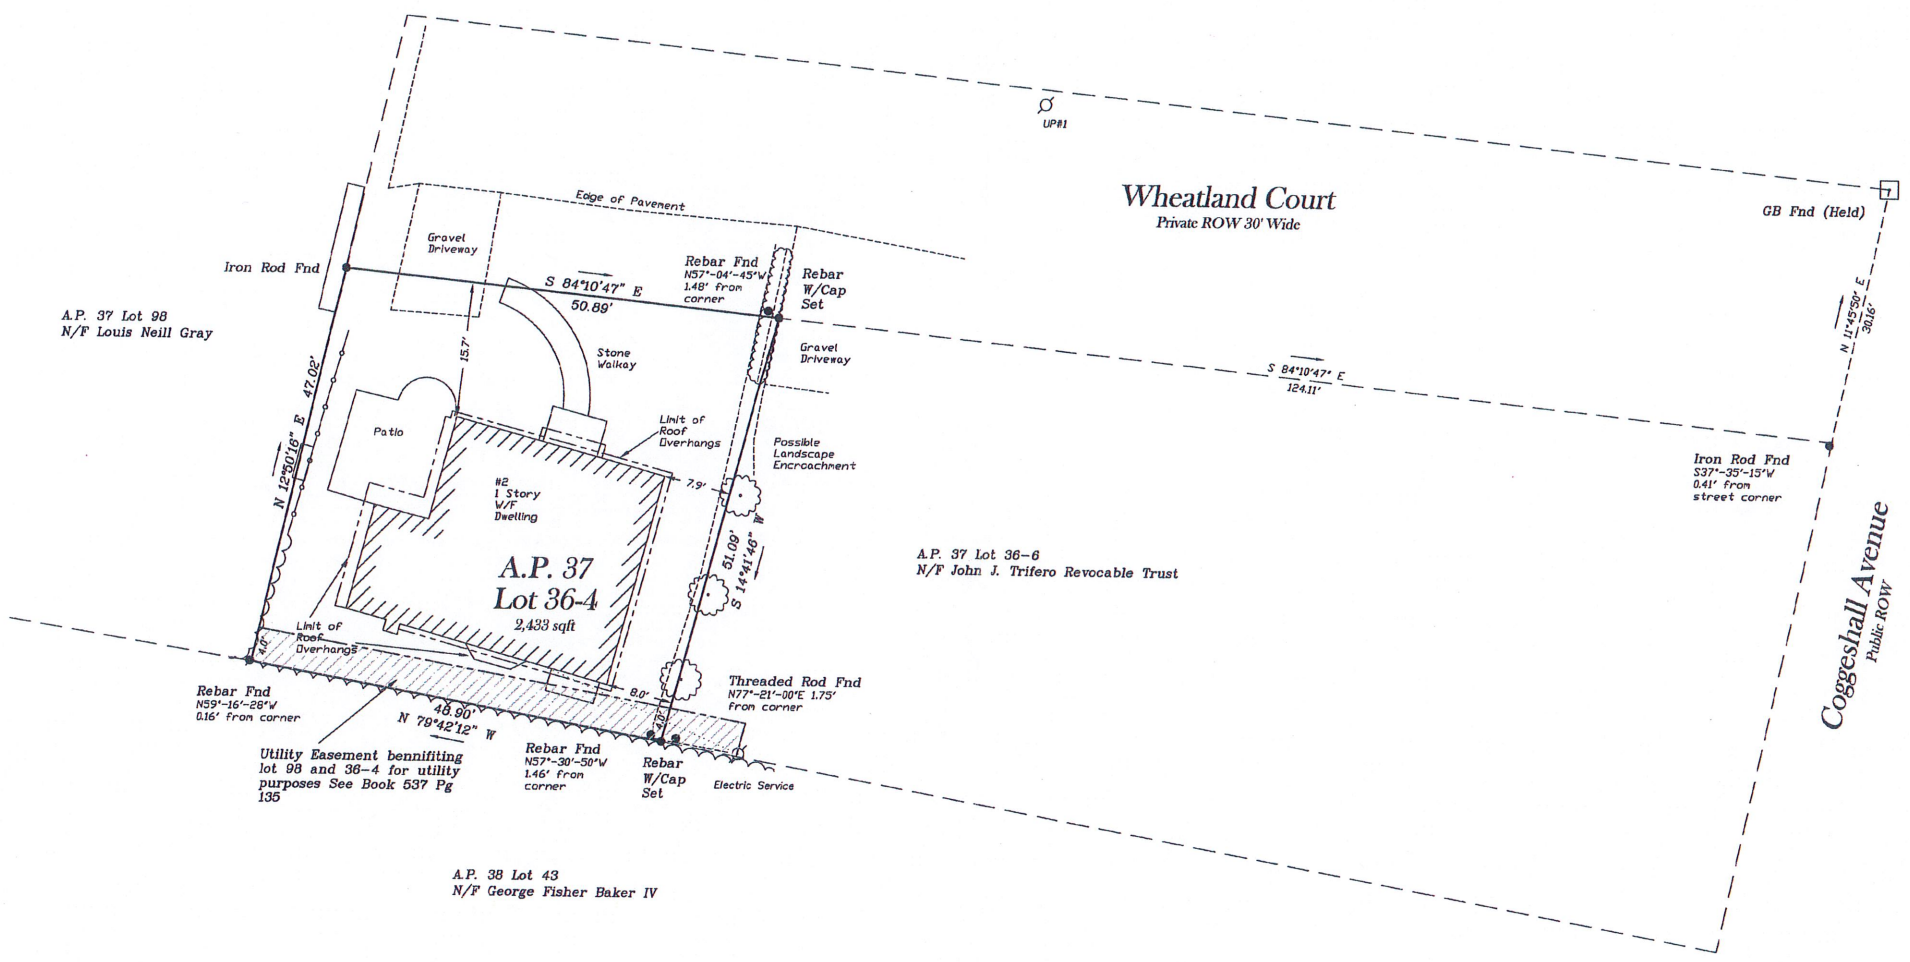 UP#1
Wheatland Court
Private ROW 30' Wide
GB Fnd (Held)
Edge of Pavement
Gravel
Driveway
Iron Rod Fnd
Rebar Fnd
N57°-04'-45"W
1.48' from
corner
Rebar
W/Cap
Set
S 84°10'47" E
50.89'
A.P. 37 Lot 98
N/F Louis Neill Gray
15.7'
Stone
Walkay
Gravel
Driveway
N 11°45'50" E
30.16'
S 84°10'47" E
124.11'
N 12°50'16" E 47.02'
Patio
Limit of
Roof
Overhangs
Possible
Landscape
Encroachment
Iron Rod Fnd
S37°-35'-15"W
0.41' from
street corner
#2
1 Story
W/F
Dwelling
7.9'
51.09'
S 14°41'46" W
A.P. 37
Lot 36-4
2,433 sqft
A.P. 37 Lot 36-6
N/F John J. Trifero Revocable Trust
Coggeshall Avenue
Public ROW
Limit of
Roof
Overhangs
4.0'
8.0'
4.0'
Threaded Rod Fnd
N77°-21'-00"E 1.75'
from corner
Rebar Fnd
N59°-16'-28"W
0.16' from corner
48.90'
N 79°42'12" W
Utility Easement bennifiting
lot 98 and 36-4 for utility
purposes See Book 537 Pg
135
Rebar Fnd
N57°-30'-50"W
1.46' from
corner
Rebar
W/Cap
Set
Electric Service
A.P. 38 Lot 43
N/F George Fisher Baker IV